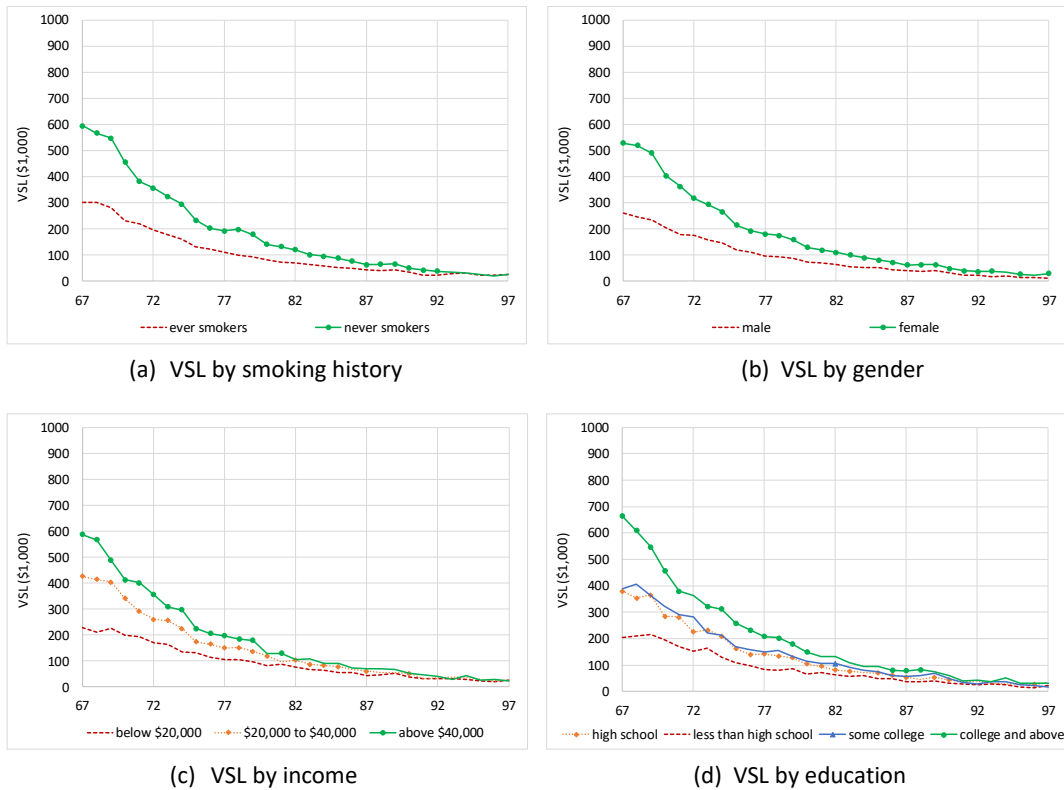 1000
900
800
700
600
500
400
300
200
100
0
VSL ($1,000)
67 72 77 82 87 92 97
ever smokers never smokers
(a) VSL by smoking history
1000
900
800
700
600
500
400
300
200
100
0
VSL ($1,000)
67 72 77 82 87 92 97
male female
(b) VSL by gender
1000
900
800
700
600
500
400
300
200
100
0
VSL ($1,000)
67 72 77 82 87 92 97
below $20,000 $20,000 to $40,000 above $40,000
(c) VSL by income
1000
900
800
700
600
500
400
300
200
100
0
VSL ($1,000)
67 72 77 82 87 92 97
high school less than high school some college college and above
(d) VSL by education